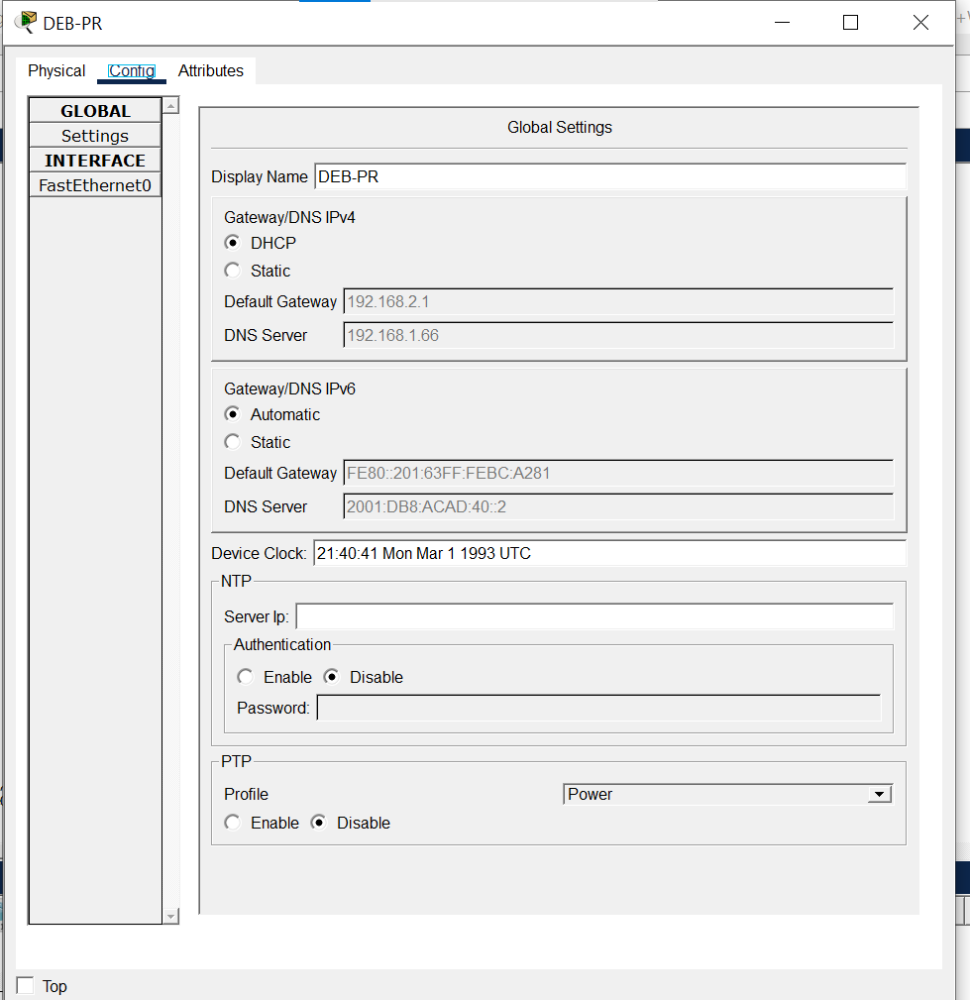 DEB-PR
Physical Config Attributes
GLOBAL
Settings
INTERFACE
FastEthernet0
Global Settings
Display Name DEB-PR
Gateway/DNS IPv4
DHCP
Static
Default Gateway 192.168.2.1
DNS Server 192.168.1.66
Gateway/DNS IPv6
Automatic
Static
Default Gateway FE80::201:63FF:FEBC:A281
DNS Server 2001:DB8:ACAD:40::2
Device Clock: 21:40:41 Mon Mar 1 1993 UTC
NTP
Server Ip:
Authentication
Enable Disable
Password:
PTP
Profile Power
Enable Disable
Top